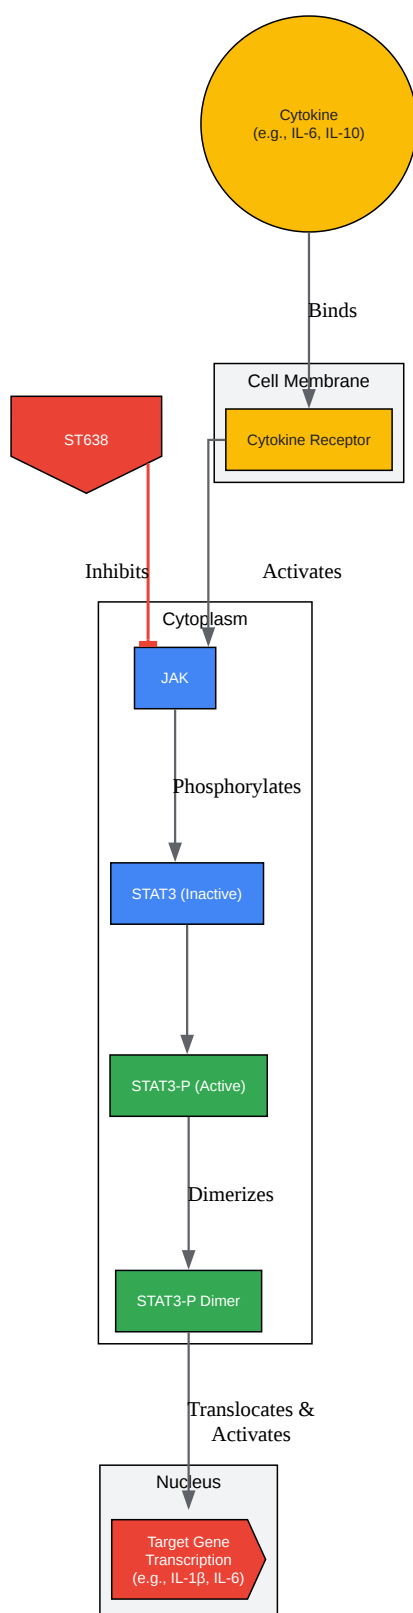 Cytokine
(e.g., IL-6, IL-10)
Binds
Cell Membrane
Cytokine Receptor
ST638
Inhibits
Activates
Cytoplasm
JAK
Phosphorylates
STAT3 (Inactive)
STAT3-P (Active)
Dimerizes
STAT3-P Dimer
Translocates &
Activates
Nucleus
Target Gene
Transcription
(e.g., IL-1β, IL-6)